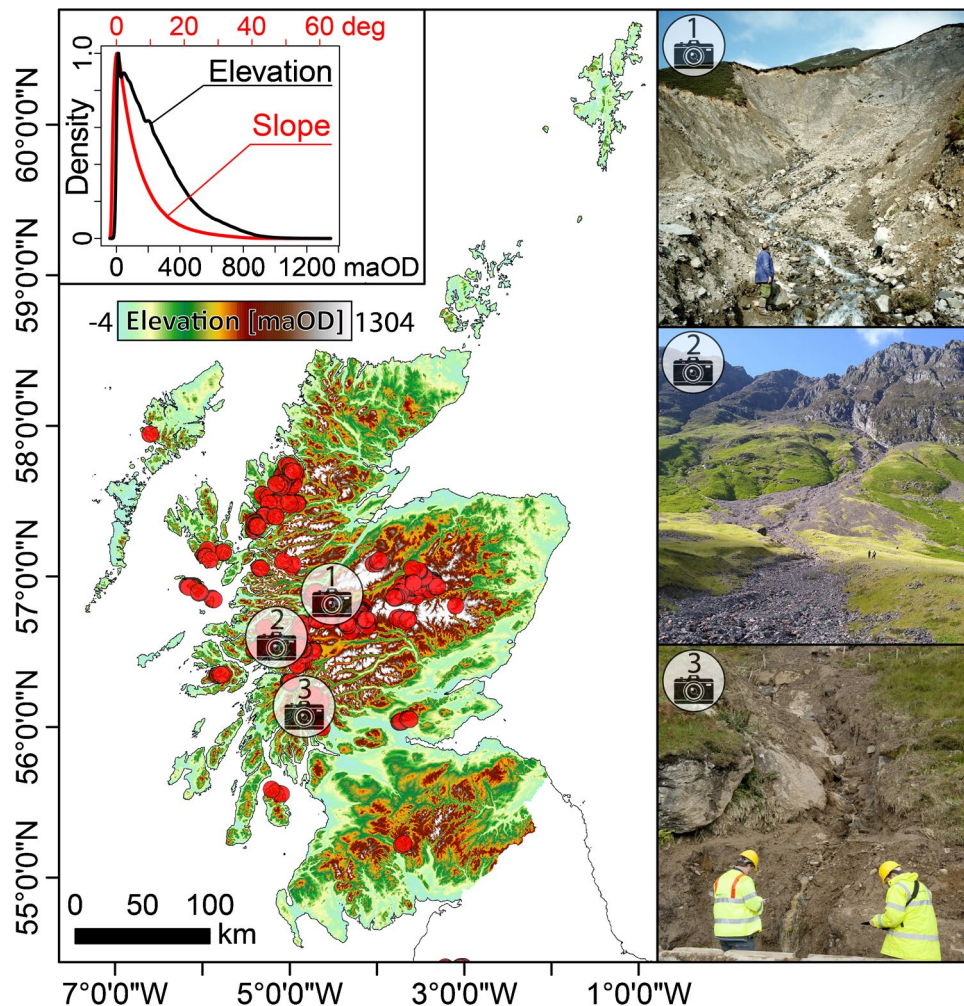 0 20 40 60 deg
Density
0 1.0
Elevation
Slope
0 400 800 1200 maOD
-4 Elevation [maOD] 1304
60°0'0"N
59°0'0"N
58°0'0"N
57°0'0"N
56°0'0"N
55°0'0"N
1
2
3
0 50 100
km
7°0'0"W 5°0'0"W 3°0'0"W 1°0'0"W
1
2
3